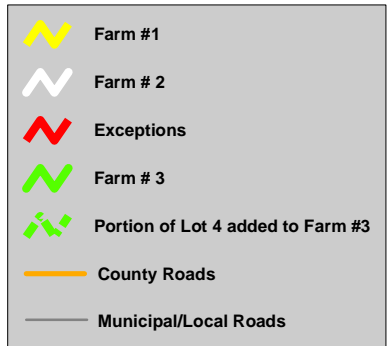 Farm #1
Farm # 2
Exceptions
Farm # 3
Portion of Lot 4 added to Farm #3
County Roads
Municipal/Local Roads